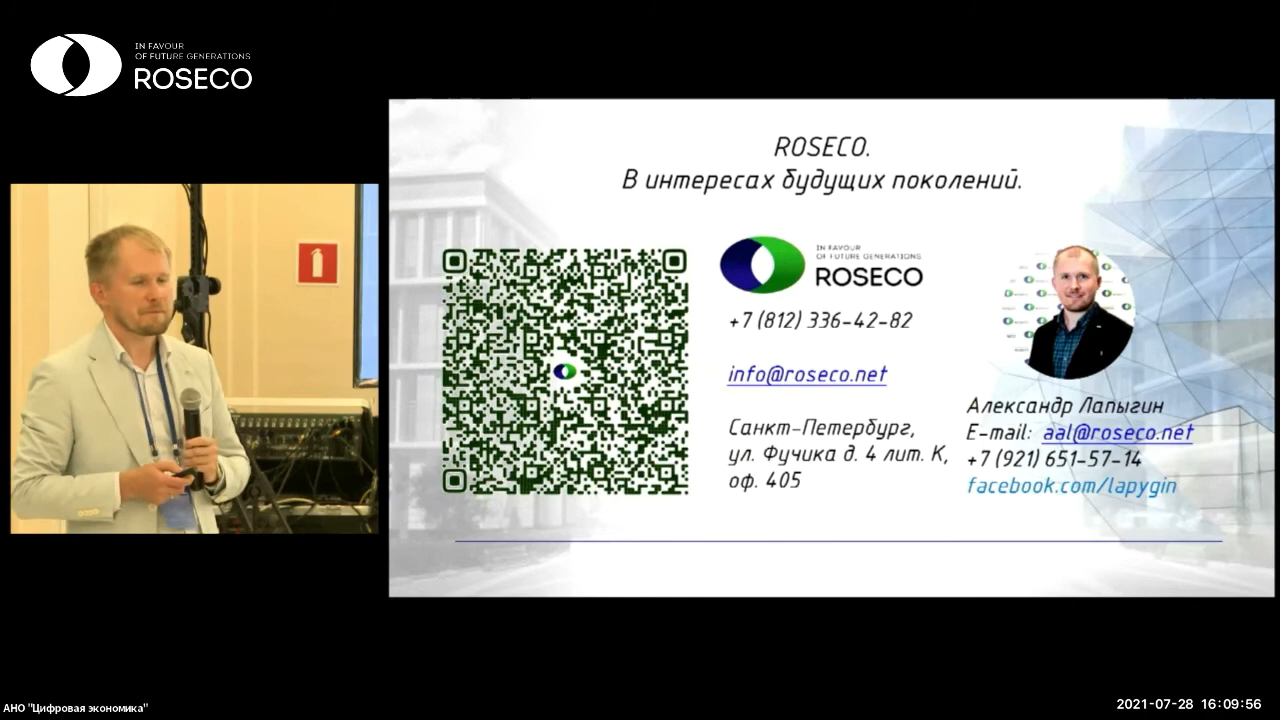 IN FAVOUR
OF FUTURE GENERATIONS
ROSECO
ROSECO.
В интересах будущих поколений.
IN FAVOUR
OF FUTURE GENERATIONS
ROSECO
+7 (812) 336-42-82
info@roseco.net
Санкт-Петербург,
ул. Фучика д. 4 лит. К,
оф. 405
Александр Лапыгин
E-mail: aal@roseco.net
+7 (921) 651-57-14
facebook.com/lapygin
АНО "Цифровая экономика"
2021-07-28 16:09:56